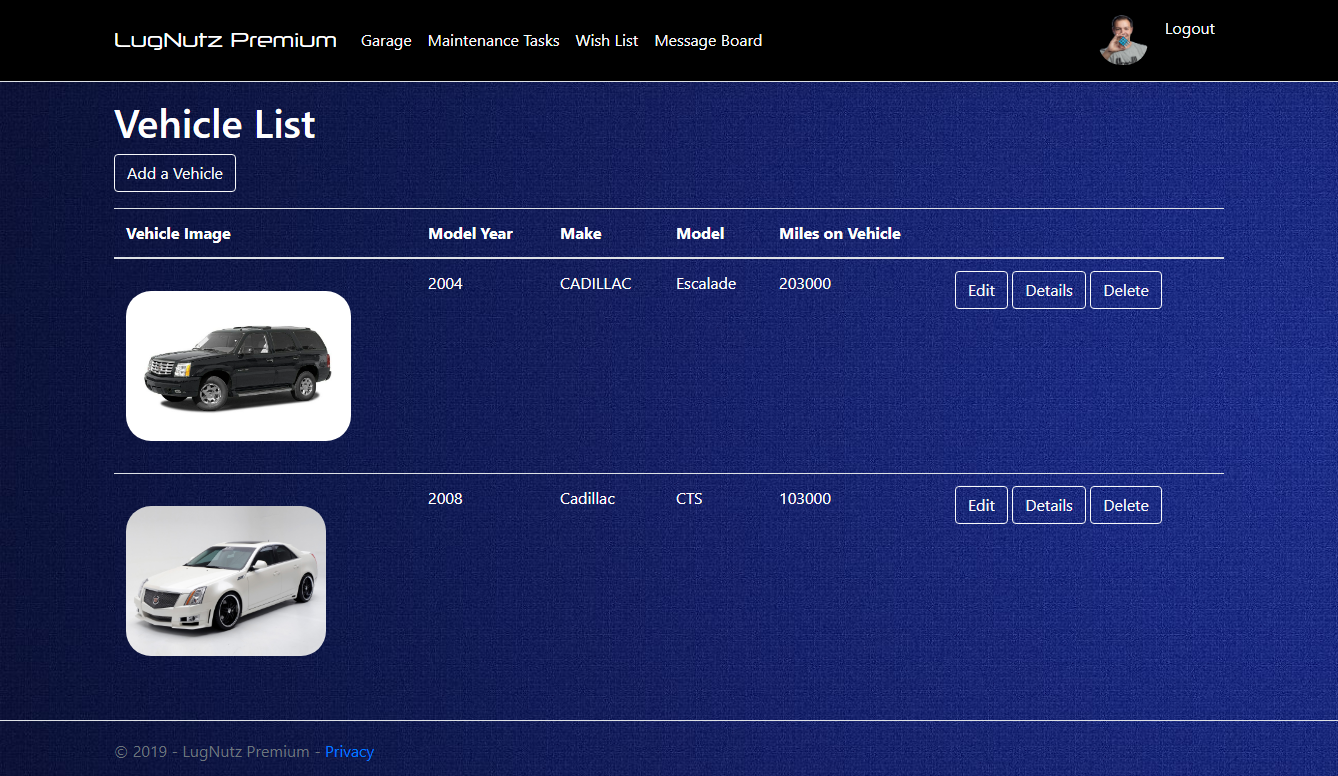 LugNutz Premium Garage Maintenance Tasks Wish List Message Board Logout
Vehicle List
Add a Vehicle
Vehicle Image Model Year Make Model Miles on Vehicle
2004 CADILLAC Escalade 203000 Edit Details Delete
2008 Cadillac CTS 103000 Edit Details Delete
© 2019 - LugNutz Premium - Privacy